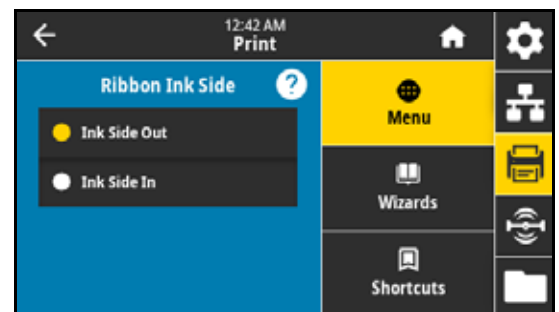 12:42 AM
Print
Ribbon Ink Side
?
Ink Side Out
Ink Side In
Menu
Wizards
Shortcuts